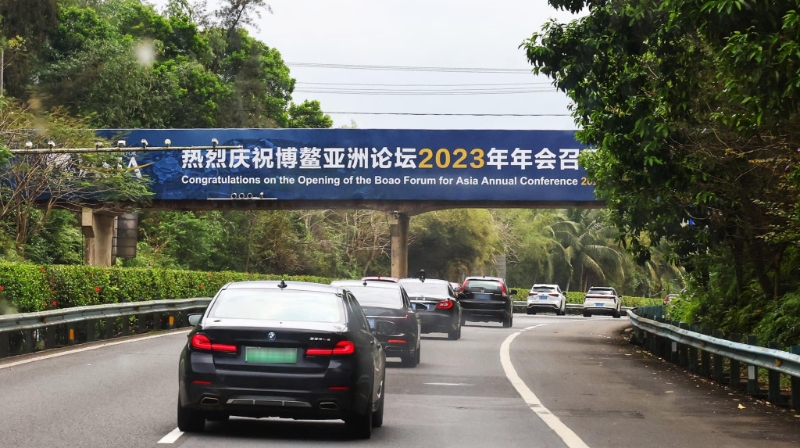 热烈庆祝博鳌亚洲论坛2023年年会召
Congratulations on the Opening of the Boao Forum for Asia Annual Conference